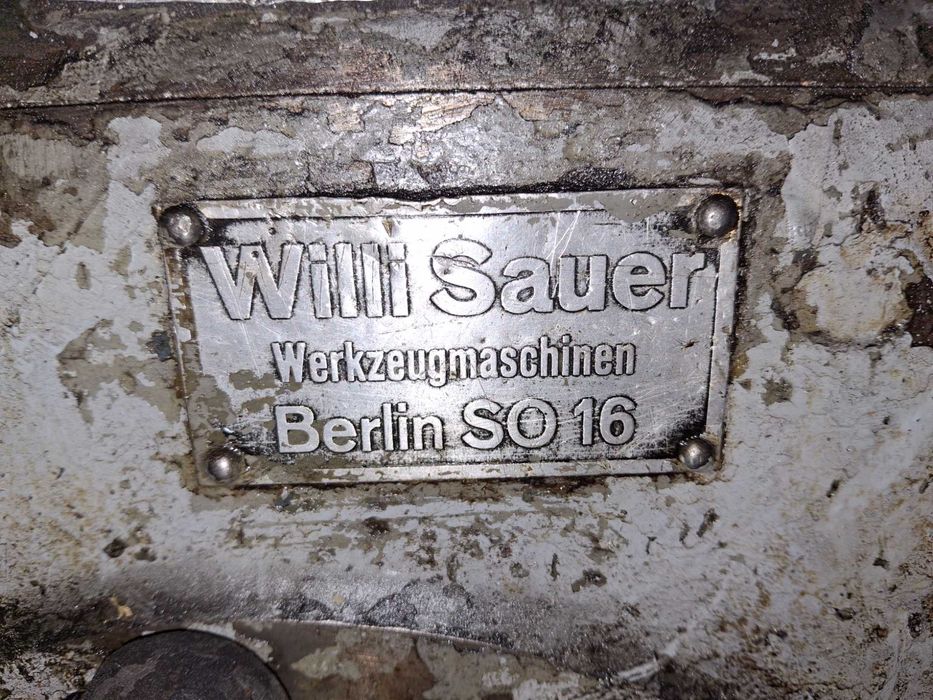 Willi Sauer
Werkzeugmaschinen
Berlin SO 16